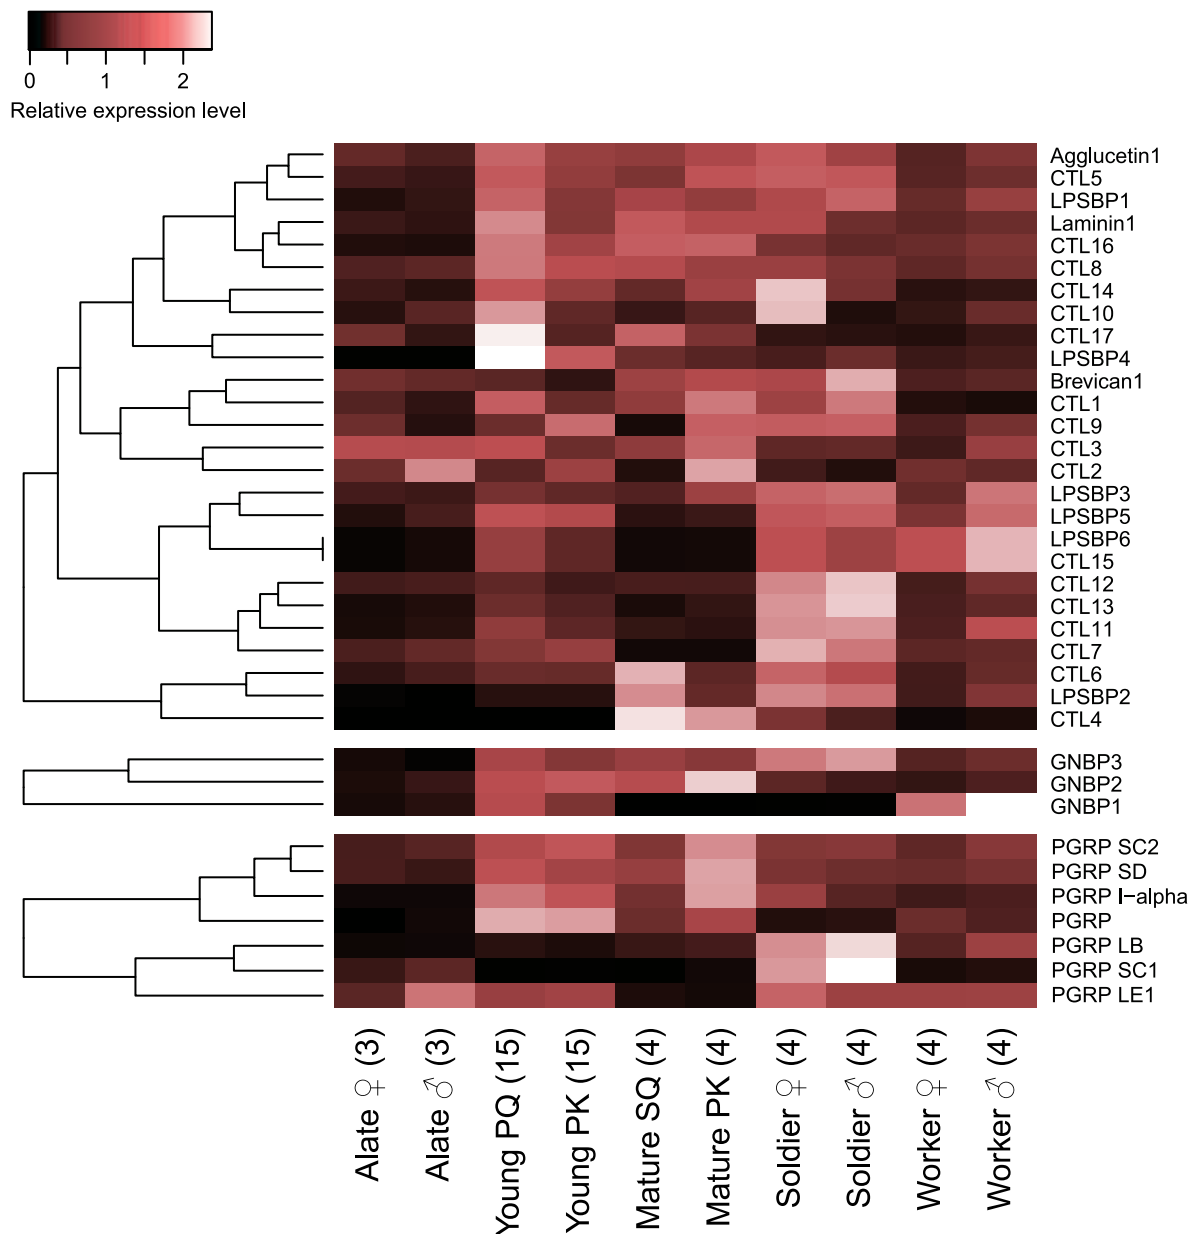 0 1 2
Relative expression level
Agglucetin1
CTL5
LPSBP1
Laminin1
CTL16
CTL8
CTL14
CTL10
CTL17
LPSBP4
Brevican1
CTL1
CTL9
CTL3
CTL2
LPSBP3
LPSBP5
LPSBP6
CTL15
CTL12
CTL13
CTL11
CTL7
CTL6
LPSBP2
CTL4
GNBP3
GNBP2
GNBP1
PGRP SC2
PGRP SD
PGRP I−alpha
PGRP
PGRP LB
PGRP SC1
PGRP LE1
Alate ♀ (3)
Alate ♂ (3)
Young PQ (15)
Young PK (15)
Mature SQ (4)
Mature PK (4)
Soldier ♀ (4)
Soldier ♂ (4)
Worker ♀ (4)
Worker ♂ (4)